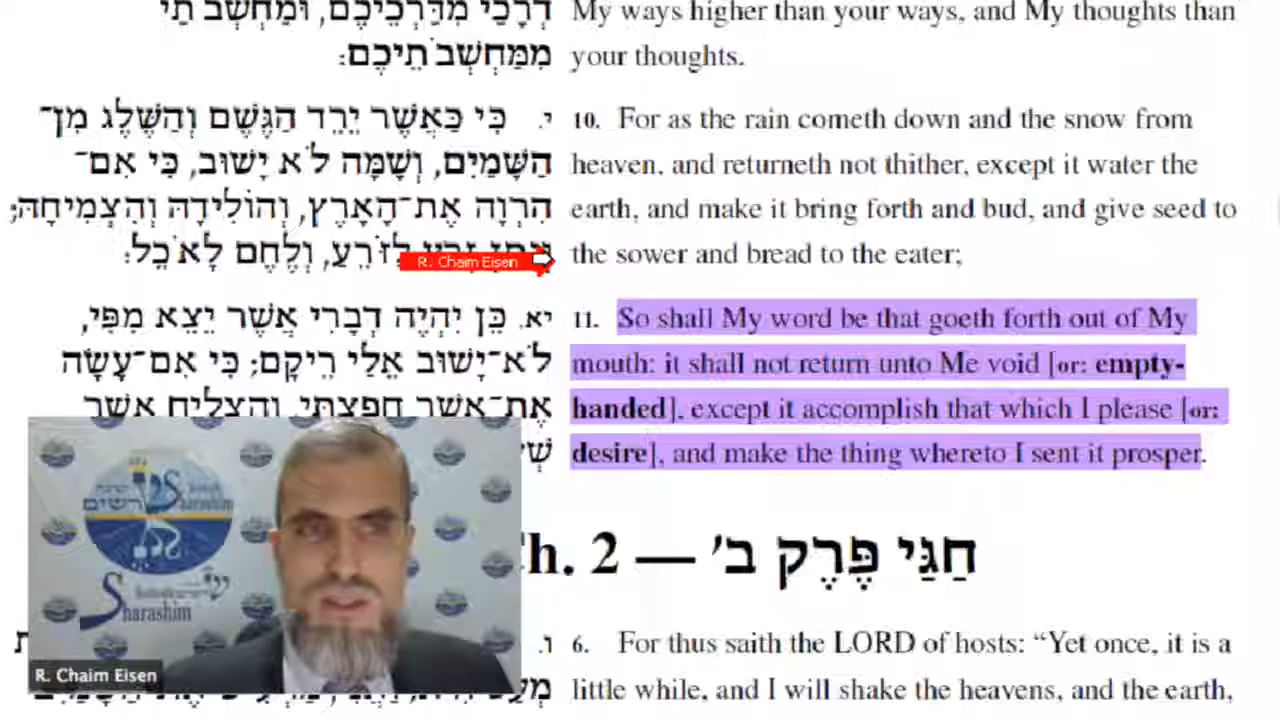 דְרָכַי מִדַּרְכֵיכֶם, וּמַחְשְׁבֹתַי
מִמַּחְשְׁבֹתֵיכֶם:
My ways higher than your ways, and My thoughts than
your thoughts.
י. כִּי כַּאֲשֶׁר יֵרֵד הַגֶּשֶׁם וְהַשֶּׁלֶג מִן־
הַשָּׁמַיִם, וְשָׁמָּה לֹא יָשׁוּב, כִּי אִם־
הִרְוָה אֶת־הָאָרֶץ, וְהוֹלִידָהּ וְהִצְמִיחָהּ;
לַזֹּרֵעַ, וְלֶחֶם לָאֹכֵל:
10. For as the rain cometh down and the snow from
heaven, and returneth not thither, except it water the
earth, and make it bring forth and bud, and give seed to
the sower and bread to the eater;
R. Chaim Eisen
יא. כֵּן יִהְיֶה דְבָרִי אֲשֶׁר יֵצֵא מִפִּי,
לֹא־יָשׁוּב אֵלַי רֵיקָם; כִּי אִם־עָשָׂה
אֶת־אֲשֶׁר חָפַצְתִּי, וְהִצְלִיחַ אֲשֶׁר
11. So shall My word be that goeth forth out of My
mouth: it shall not return unto Me void [or: empty-
handed], except it accomplish that which I please [or:
desire], and make the thing whereto I sent it prosper.
Ch. 2 — חַגַּי פֶּרֶק ב'
ו.
6. For thus saith the LORD of hosts: “Yet once, it is a
little while, and I will shake the heavens, and the earth,
שרשים
Sharashim
R. Chaim Eisen